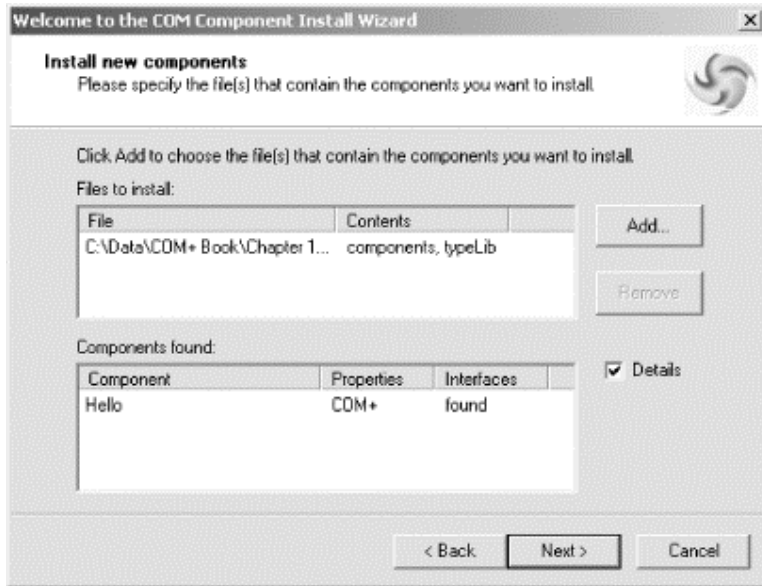 Welcome to the COM Component Install Wizard
Install new components
Please specify the file(s) that contain the components you want to install.
Click Add to choose the file(s) that contain the components you want to install.
Files to install:
File Contents
C:\Data\COM+ Book\Chapter 1... components, typeLib
Add...
Remove
Components found:
Component Properties Interfaces
Hello COM+ found
Details
< Back Next > Cancel